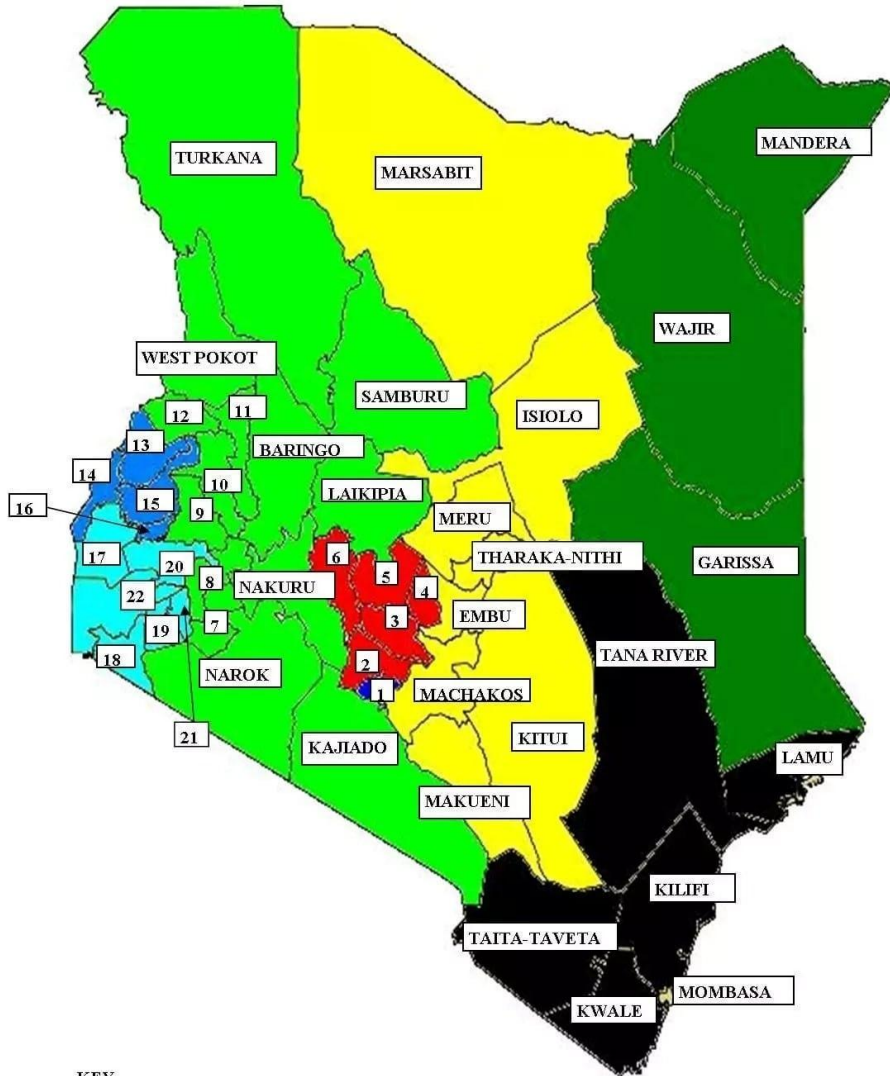 MANDERA
TURKANA
MARSABIT
WAJIR
WEST POKOT
SAMBURU
ISIOLO
11
12
13
BARINGO
14
10
LAIKIPIA
15
16
9
MERU
17
6
THARAKA-NITHI
20
GARISSA
5
8
NAKURU
4
22
EMBU
3
7
19
TANA RIVER
18
2
NAROK
1
MACHAKOS
21
KAJIADO
KITUI
LAMU
MAKUENI
KILIFI
TAITA-TAVETA
MOMBASA
KWALE
KEY